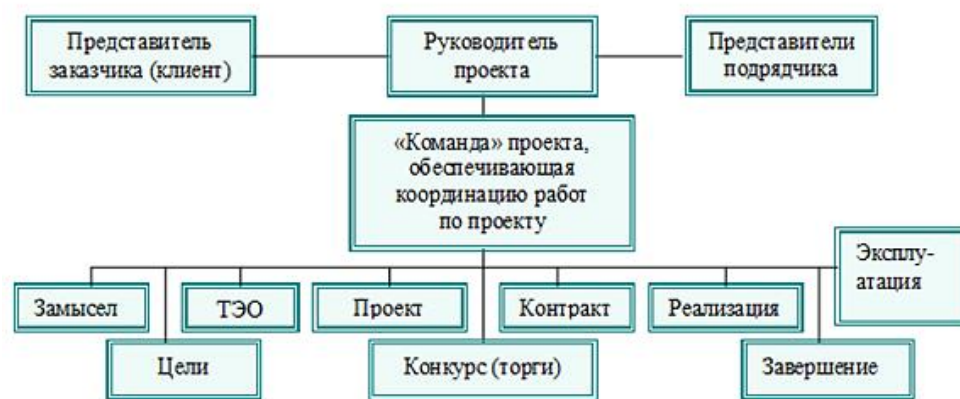 Представитель
заказчика (клиент)
Руководитель
проекта
Представители
подрядчика
«Команда» проекта,
обеспечивающая
координацию работ
по проекту
Эксплу-
атация
Замысел
ТЭО
Проект
Контракт
Реализация
Цели
Конкурс (торги)
Завершение